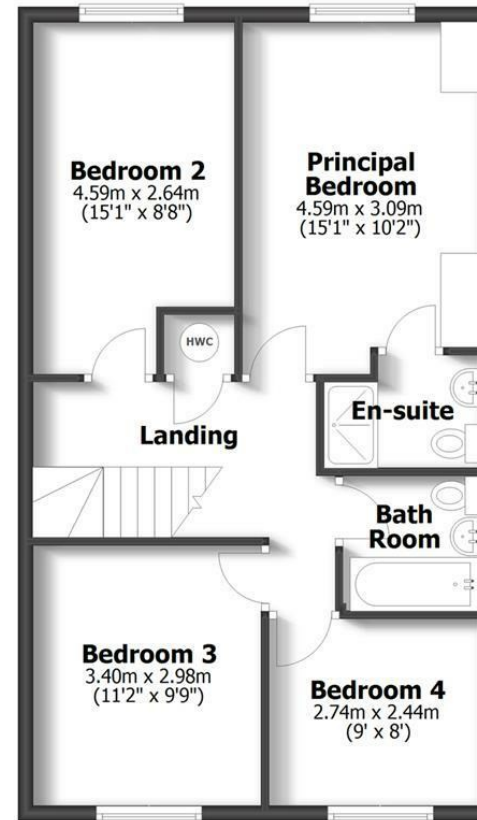 Bedroom 2
4.59m x 2.64m
(15'1" x 8'8")
Principal
Bedroom
4.59m x 3.09m
(15'1" x 10'2")
HWC
Landing
En-suite
Bath
Room
Bedroom 3
3.40m x 2.98m
(11'2" x 9'9")
Bedroom 4
2.74m x 2.44m
(9' x 8')